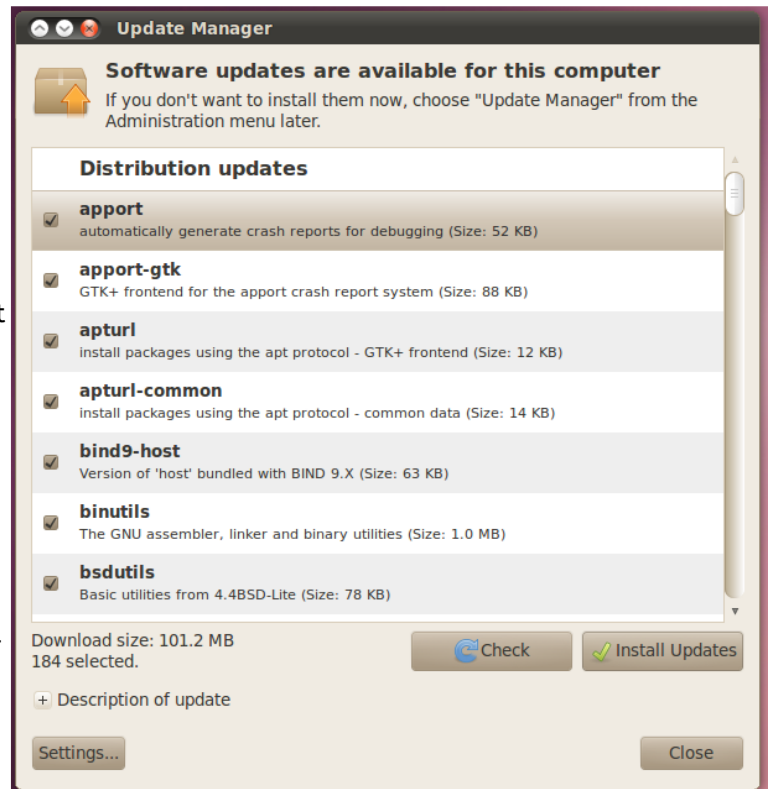 Update Manager
Software updates are available for this computer
If you don't want to install them now, choose "Update Manager" from the
Administration menu later.
Distribution updates
apport
automatically generate crash reports for debugging (Size: 52 KB)
apport-gtk
GTK+ frontend for the apport crash report system (Size: 88 KB)
t
apturl
install packages using the apt protocol - GTK+ frontend (Size: 12 KB)
apturl-common
install packages using the apt protocol - common data (Size: 14 KB)
bind9-host
Version of 'host' bundled with BIND 9.X (Size: 63 KB)
binutils
The GNU assembler, linker and binary utilities (Size: 1.0 MB)
bsdutils
Basic utilities from 4.4BSD-Lite (Size: 78 KB)
Download size: 101.2 MB
184 selected.
Check
Install Updates
+ Description of update
Settings...
Close